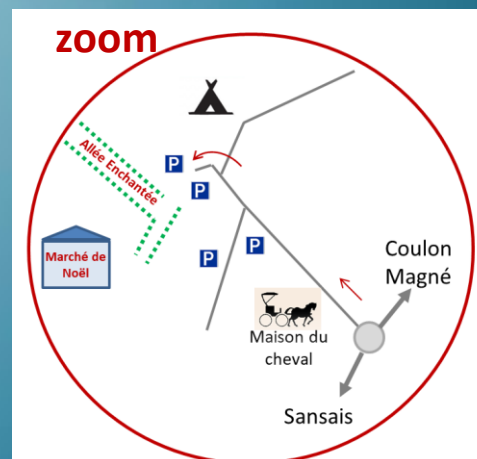 zoom
Allée Enchantée
P
P
P
P
Marché de
Noël
Coulon
Magné
Maison du
cheval
Sansais